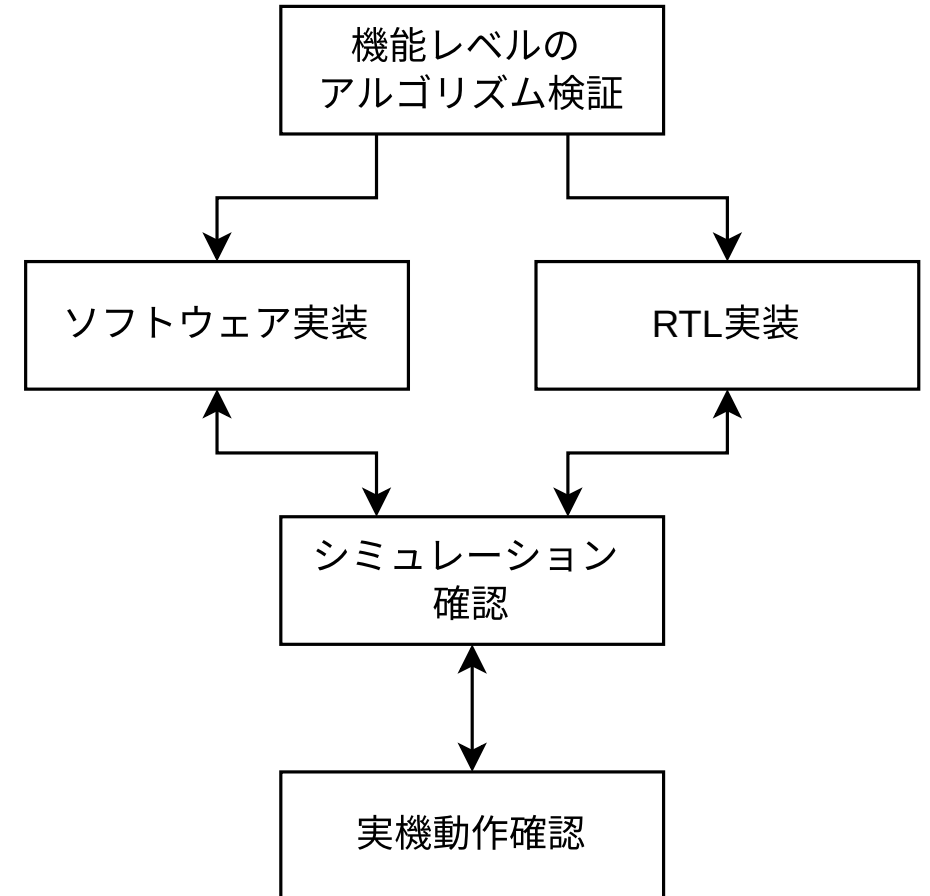 機能レベルの
アルゴリズム検証
ソフトウェア実装
RTL実装
シミュレーション
確認
実機動作確認